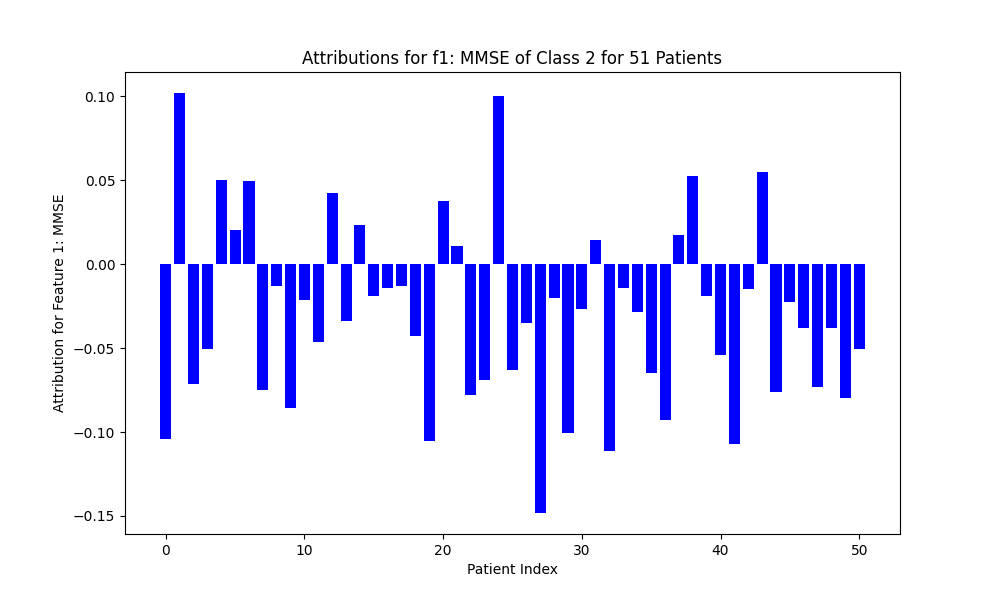 Attributions for f1: MMSE of Class 2 for 51 Patients
Attribution for Feature 1: MMSE
0.10
0.05
0.00
−0.05
−0.10
−0.15
0 10 20 30 40 50
Patient Index